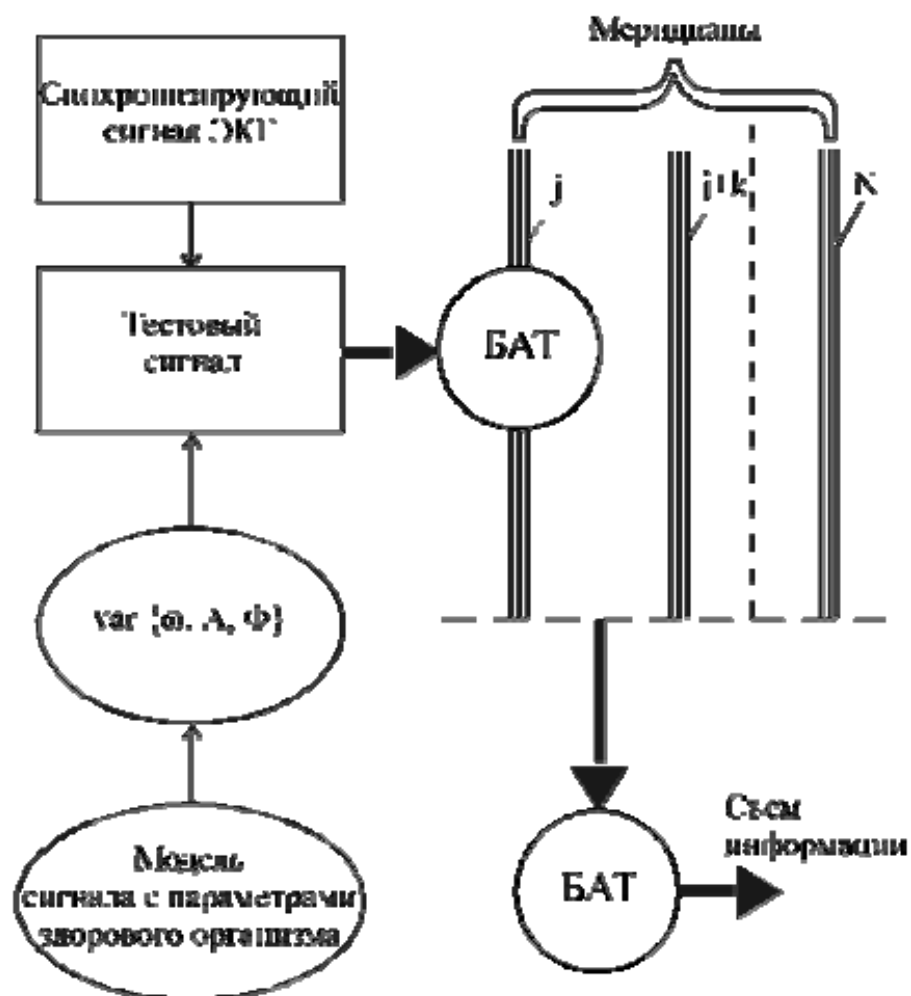 Меридианы
Синхронизирующий
сигнал ЭКГ
j
j+k
N
Тестовый
сигнал
БАТ
var {ω, A, Φ}
Модель
сигнала с параметрами
здорового организма
БАТ
Съем
информации